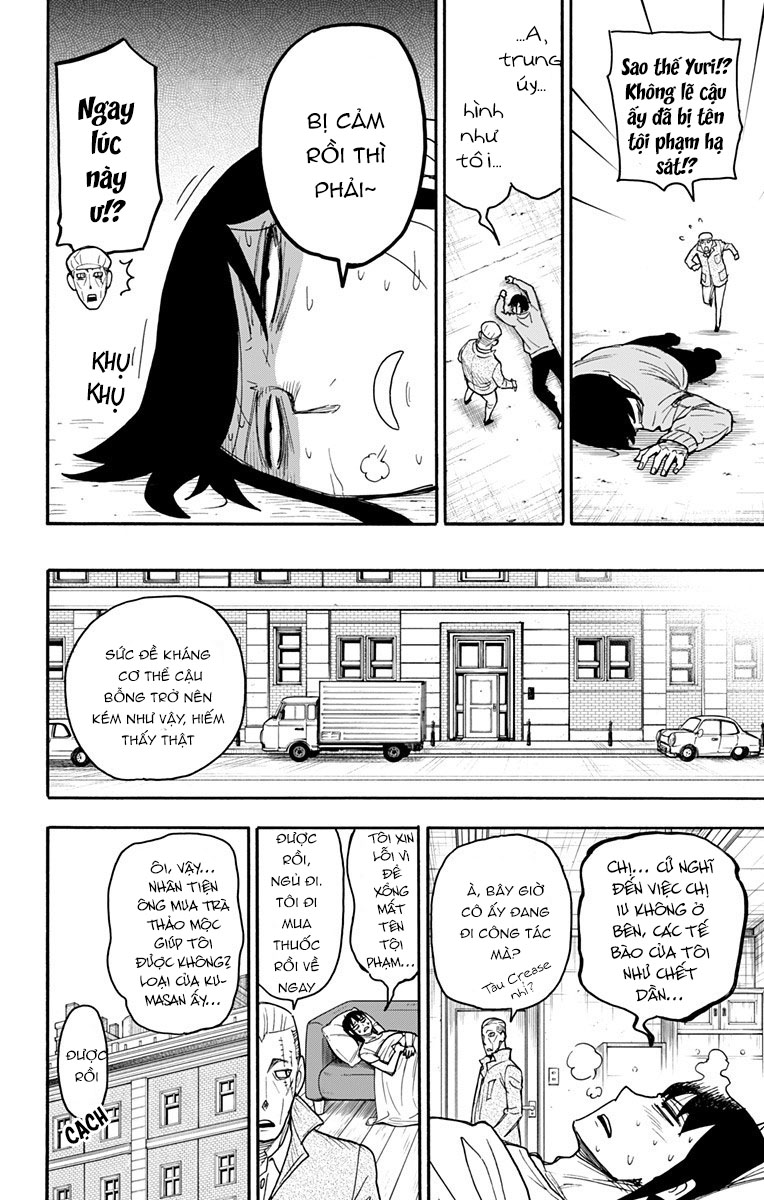 Sao thế Yuri!?
Không lẽ cậu
ấy đã bị tên
tội phạm hạ
sát!?
...A,
trung
úy...
hình
như
tôi...
BỊ CẢM
RỒI THÌ
PHẢI~
Ngay
lúc
này
ư!?
KHỤ
KHỤ
SỨC ĐỀ KHÁNG
CƠ THỂ CẬU
BỖNG TRỞ NÊN
KÉM NHƯ VẬY, HIẾM
THẤY THẬT
CHỊ... CỨ NGHĨ
ĐẾN VIỆC CHỊ
IU KHÔNG Ở
BÊN, CÁC TẾ
BÀO CỦA TÔI
NHƯ CHẾT
DẦN...
À, BÂY GIỜ
CÔ ẤY ĐANG
ĐI CÔNG TÁC
MÀ?
Tàu Crease
nhỉ?
TÔI XIN
LỖI VÌ
ĐỂ
XỔNG
MẤT
TÊN
TỘI
PHẠM...
ĐƯỢC
RỒI,
NGỦ ĐI.
TÔI ĐI
MUA
THUỐC
RỒI VỀ
NGAY
ÔI, VẬY...
NHÂN TIỆN
ÔNG MUA TRÀ
THẢO MỘC
GIÚP TÔI
ĐƯỢC KHÔNG?
LOẠI CỦA KU-
MASAN ẤY...
ĐƯỢC
RỒI
CẠCH